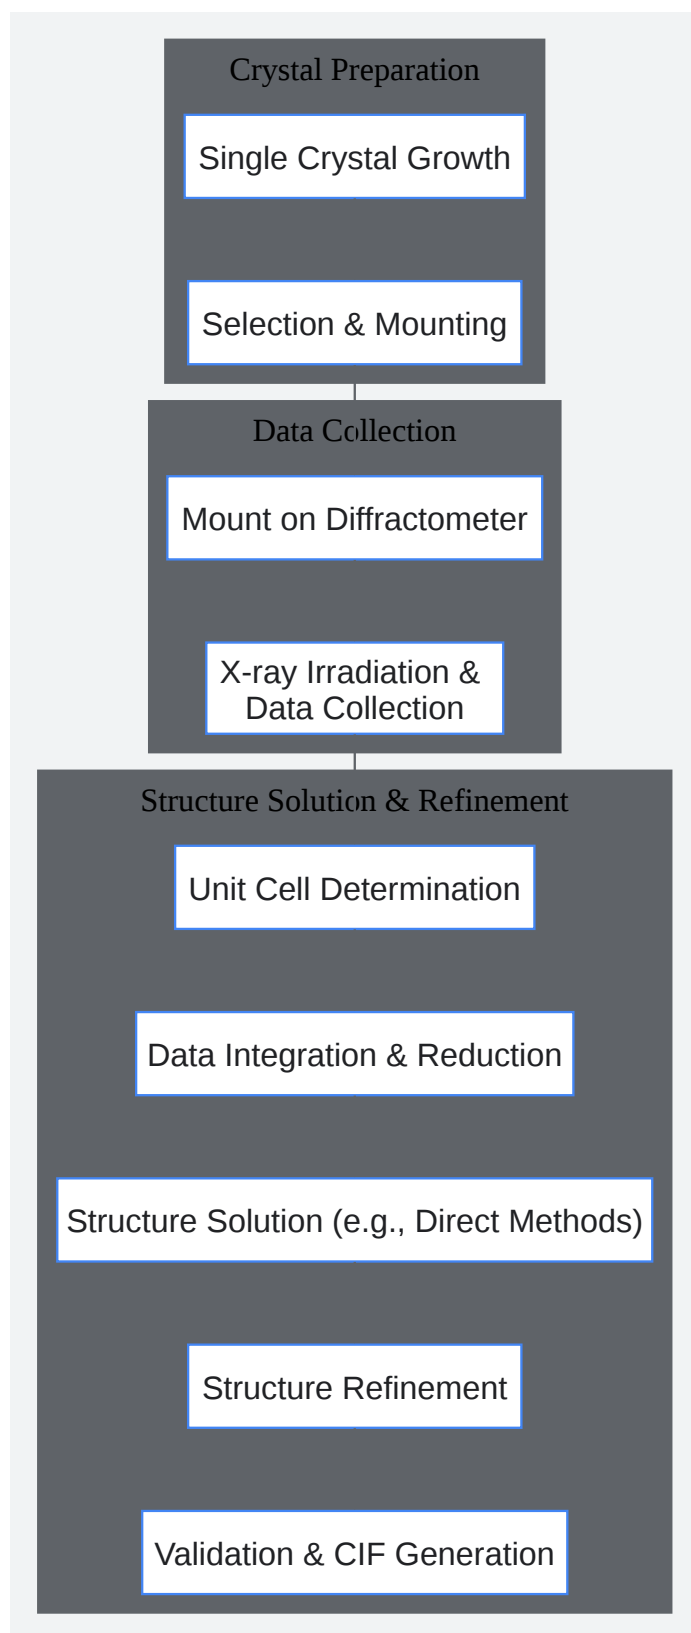 Crystal Preparation
Single Crystal Growth
Selection & Mounting
Data Collection
Mount on Diffractometer
X-ray Irradiation &
Data Collection
Structure Solution & Refinement
Unit Cell Determination
Data Integration & Reduction
Structure Solution (e.g., Direct Methods)
Structure Refinement
Validation & CIF Generation